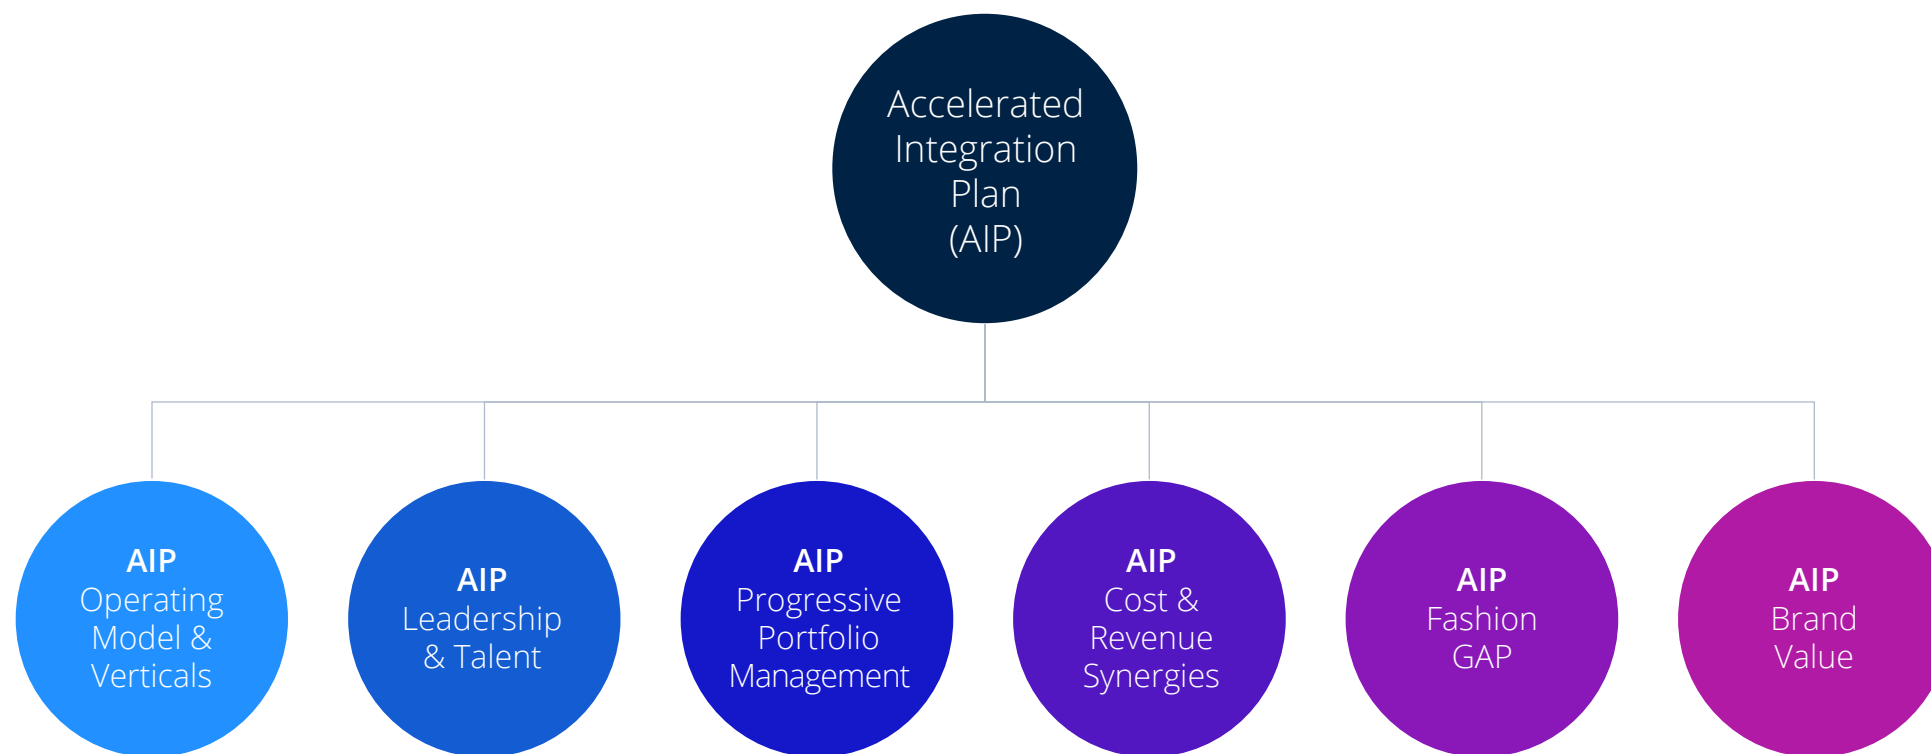 Accelerated
Integration
Plan
(AIP)
AIP
Operating
Model &
Verticals
AIP
Leadership
& Talent
AIP
Progressive
Portfolio
Management
AIP
Cost &
Revenue
Synergies
AIP
Fashion
GAP
AIP
Brand
Value